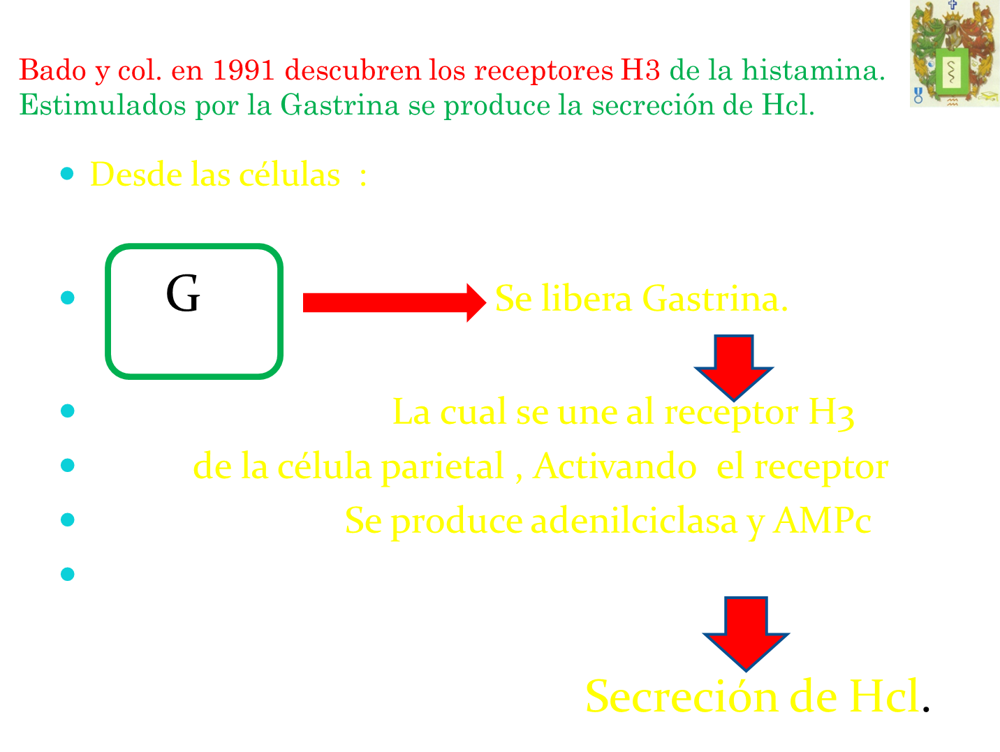 Bado y col. en 1991 descubren los receptores H3 de la histamina.
Estimulados por la Gastrina se produce la secreción de Hcl.
Desde las células :
G
Se libera Gastrina.
La cual se une al receptor H3
de la célula parietal , Activando el receptor
Se produce adenilciclasa y AMPc
Secreción de Hcl.